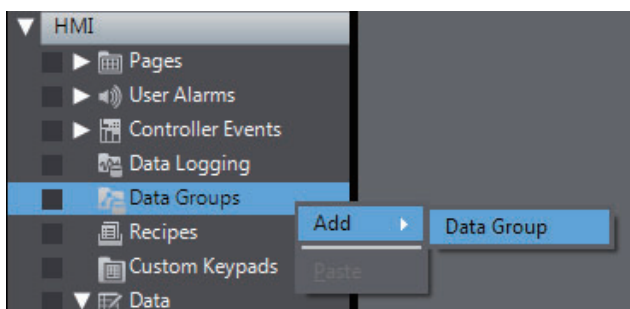 HMI
Pages
User Alarms
Controller Events
Data Logging
Data Groups
Add
Data Group
Recipes
Custom Keypads
Paste
Data